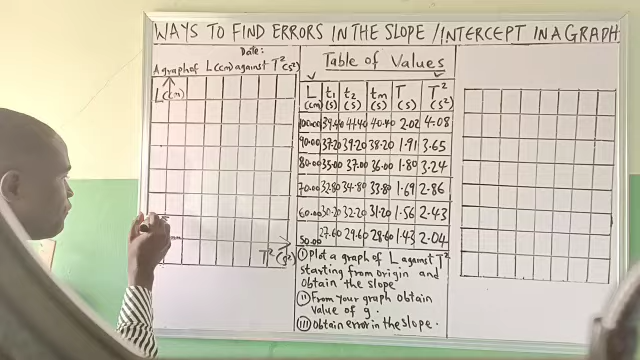 WAYS TO FIND ERRORS IN THE SLOPE / INTERCEPT IN A GRAPH
Date:
A graph of L(cm) against T²(s²)
L(cm)
T²(s²)
Table of Values
L (cm) t₁ (s) t₂ (s) tm (s) T (s) T² (s²)
100.00 39.40 41.40 40.40 2.02 4.08
90.00 37.20 39.20 38.20 1.91 3.65
80.00 35.00 37.00 36.00 1.80 3.24
70.00 32.80 34.80 33.80 1.69 2.86
60.00 30.20 32.20 31.20 1.56 2.43
50.00 27.60 29.60 28.60 1.43 2.04
(i) Plot a graph of L against T²
starting from origin and
obtain the slope
(ii) From your graph obtain
value of g.
(iii) Obtain error in the slope.